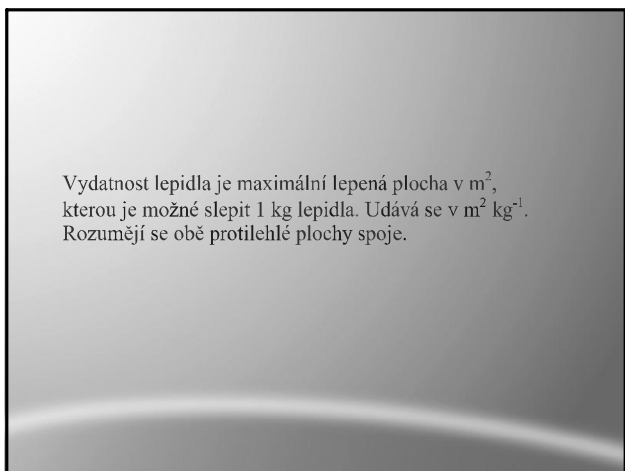 Vydatnost lepidla je maximální lepená plocha v m²,
kterou je možné slepit 1 kg lepidla. Udává se v m² kg⁻¹.
Rozumějí se obě protilehlé plochy spoje.